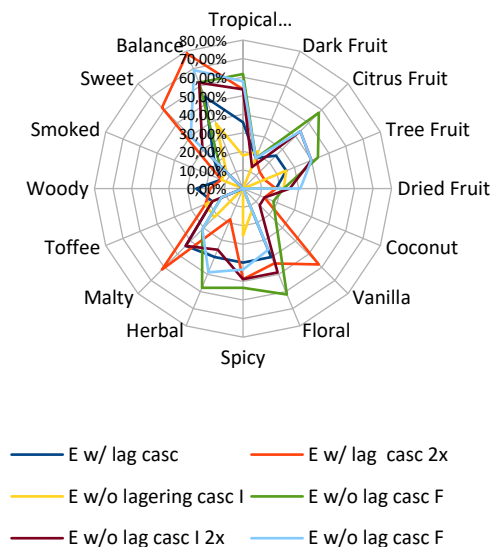 Tropical...
Balance
80,00%
Dark Fruit
70,00%
Sweet
60,00%
Citrus Fruit
50,00%
40,00%
Smoked
30,00%
Tree Fruit
20,00%
10,00%
Woody
0,00%
Dried Fruit
Toffee
Coconut
Malty
Vanilla
Herbal
Floral
Spicy
E w/ lag casc
E w/ lag casc 2x
E w/o lagering casc I
E w/o lag casc F
E w/o lag casc I 2x
E w/o lag casc F